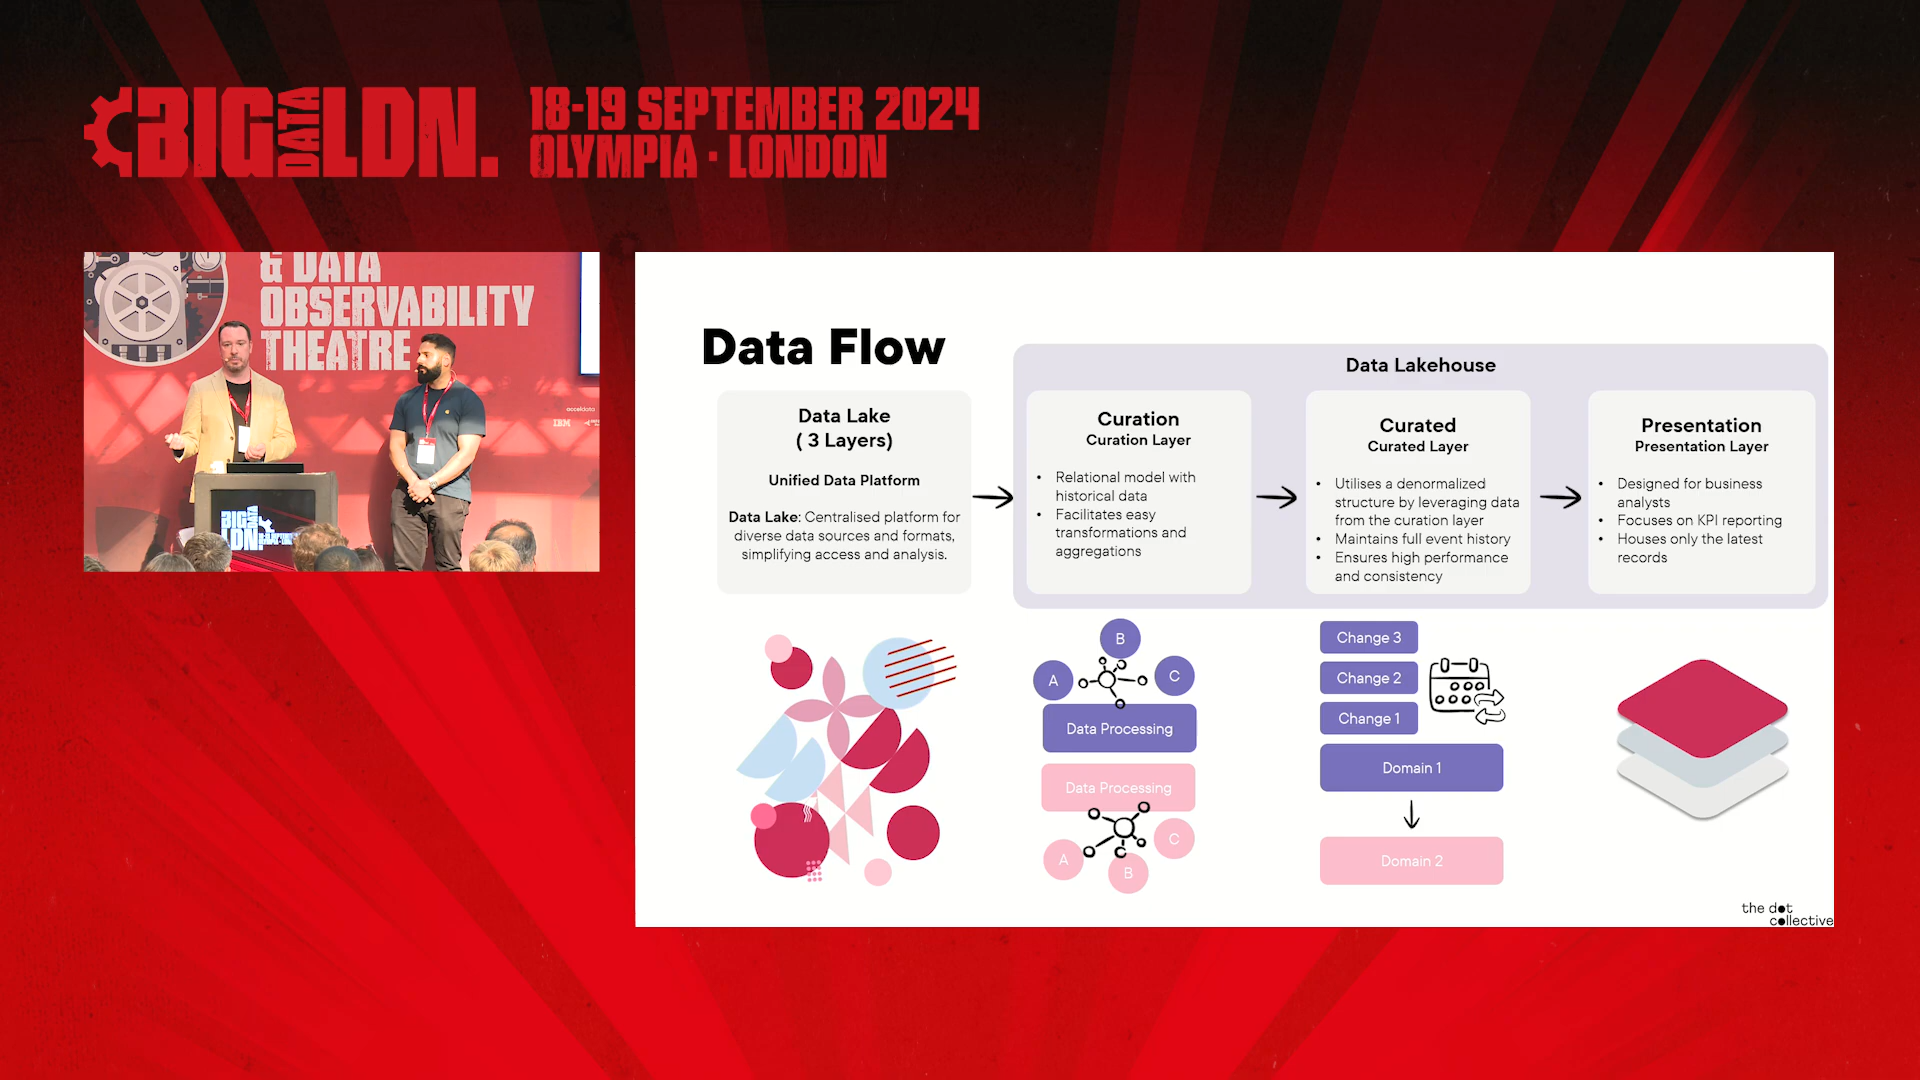 BIG DATA LDN.
18-19 SEPTEMBER 2024
OLYMPIA · LONDON
& DATA
OBSERVABILITY
THEATRE
acceldata
IBM
BIG
LDN.
Data Flow
Data Lake
( 3 Layers)
Unified Data Platform
Data Lake: Centralised platform for
diverse data sources and formats,
simplifying access and analysis.
Data Lakehouse
Curation
Curation Layer
• Relational model with
historical data
• Facilitates easy
transformations and
aggregations
Curated
Curated Layer
• Utilises a denormalized
structure by leveraging data
from the curation layer
• Maintains full event history
• Ensures high performance
and consistency
Presentation
Presentation Layer
• Designed for business
analysts
• Focuses on KPI reporting
• Houses only the latest
records
B
A
C
Data Processing
Data Processing
A
B
C
Change 3
Change 2
Change 1
Domain 1
Domain 2
the dot
collective